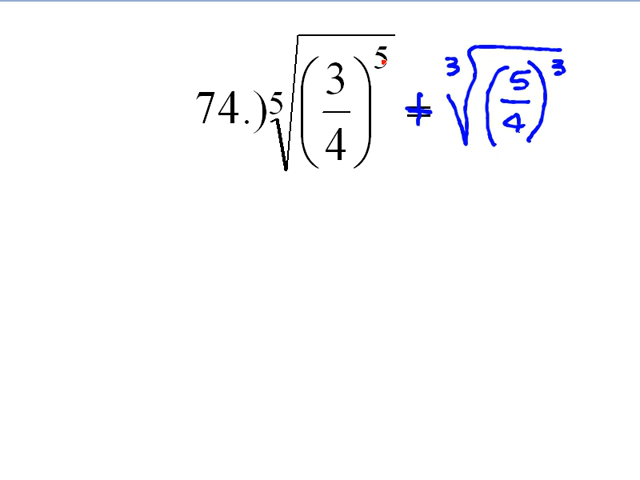 74.) ⁵√(3/4)⁵ + ³√(5/4)³